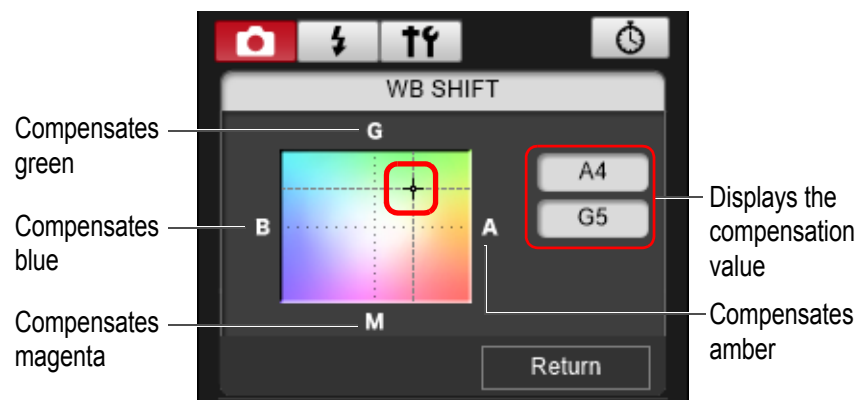 WB SHIFT
Compensates
green
G
A4
G5
Compensates
blue
B
A
Displays the
compensation
value
Compensates
magenta
M
Compensates
amber
Return